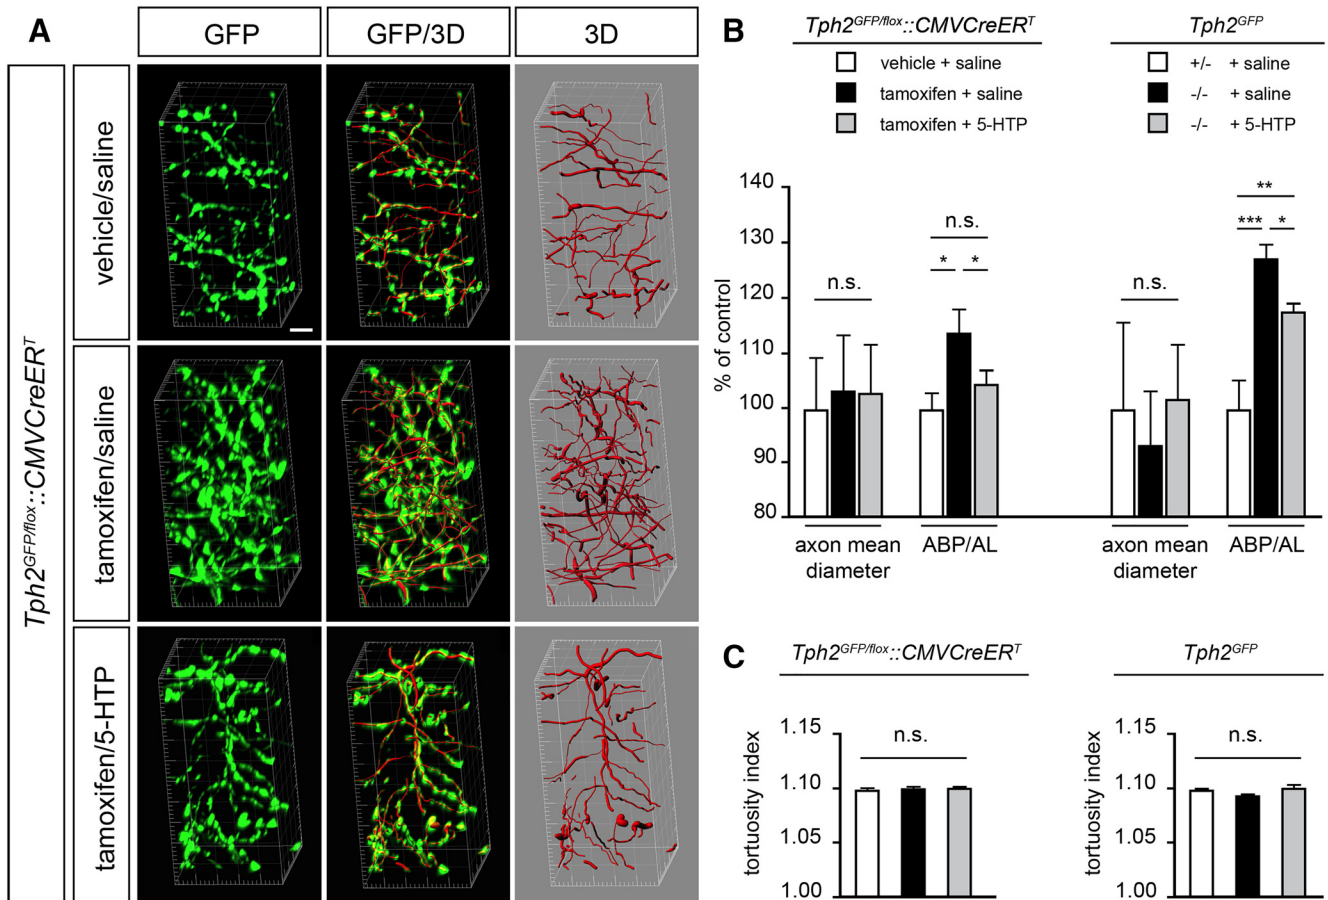 A
GFP
GFP/3D
3D
Tph2GFP/flox::CMVCreERT
vehicle/saline
tamoxifen/saline
tamoxifen/5-HTP
B
Tph2GFP/flox::CMVCreERT
vehicle + saline
tamoxifen + saline
tamoxifen + 5-HTP
Tph2GFP
+/- + saline
-/- + saline
-/- + 5-HTP
% of control
140
130
120
110
100
90
80
n.s.
n.s.
* *
n.s.
**
*** *
axon mean
diameter
ABP/AL
axon mean
diameter
ABP/AL
C
Tph2GFP/flox::CMVCreERT
tortuosity index
1.15
1.10
1.05
1.00
n.s.
Tph2GFP
tortuosity index
1.15
1.10
1.05
1.00
n.s.